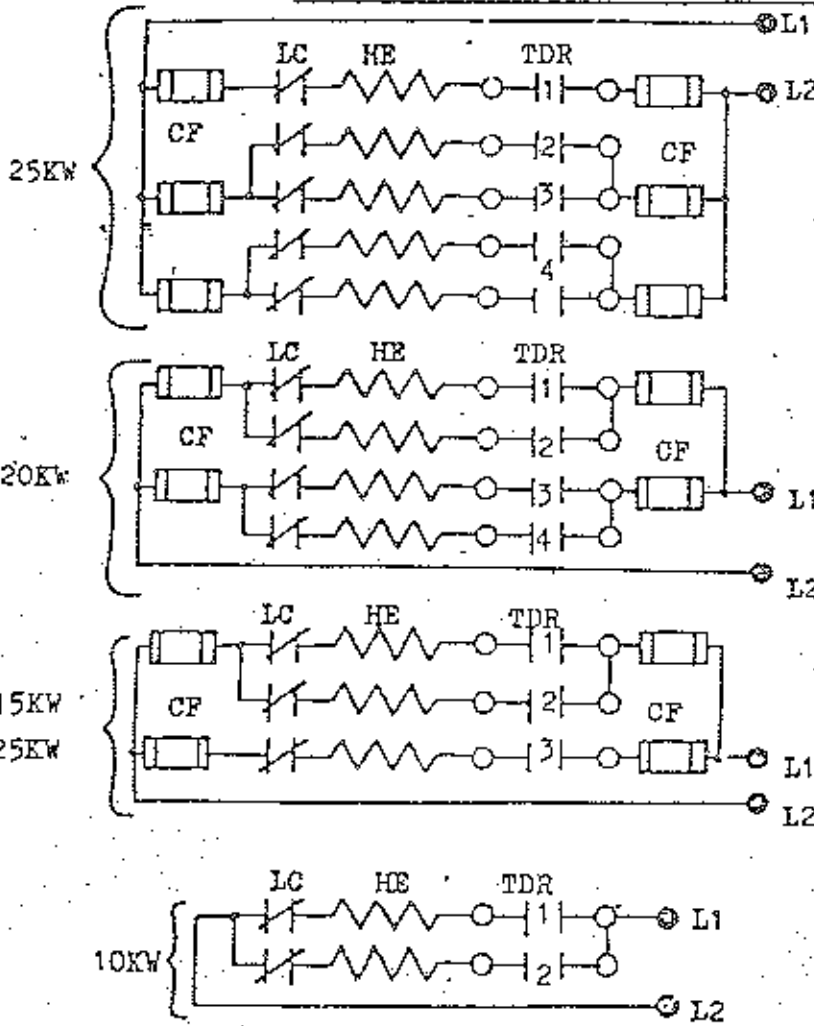 L1
LC HE TDR
1 L2
CF 2 CF
25KW
3
4
LC HE TDR
1
CF 2 CF
20KW
3 L1
4
L2
LC HE TDR
1
15KW CF 2 CF
25KW 3 L1
L2
LC HE TDR
1 L1
10KW 2
L2